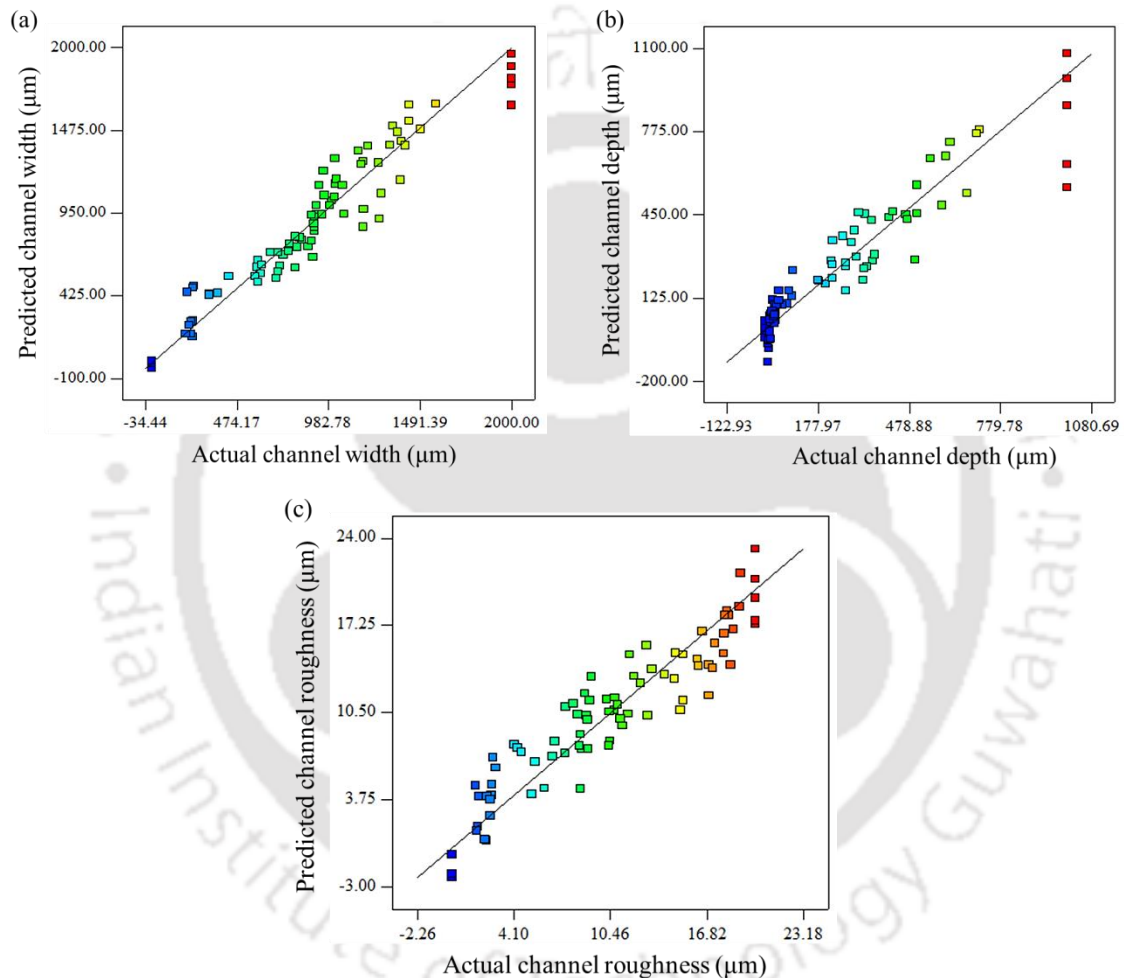 (a)
2000.00
1475.00
950.00
425.00
-100.00
Predicted channel width (μm)
-34.44 474.17 982.78 1491.39 2000.00
Actual channel width (μm)
(b)
1100.00
775.00
450.00
125.00
-200.00
Predicted channel depth (μm)
-122.93 177.97 478.88 779.78 1080.69
Actual channel depth (μm)
(c)
24.00
17.25
10.50
3.75
-3.00
Predicted channel roughness (μm)
-2.26 4.10 10.46 16.82 23.18
Actual channel roughness (μm)
Indian Institute of Technology Guwahati